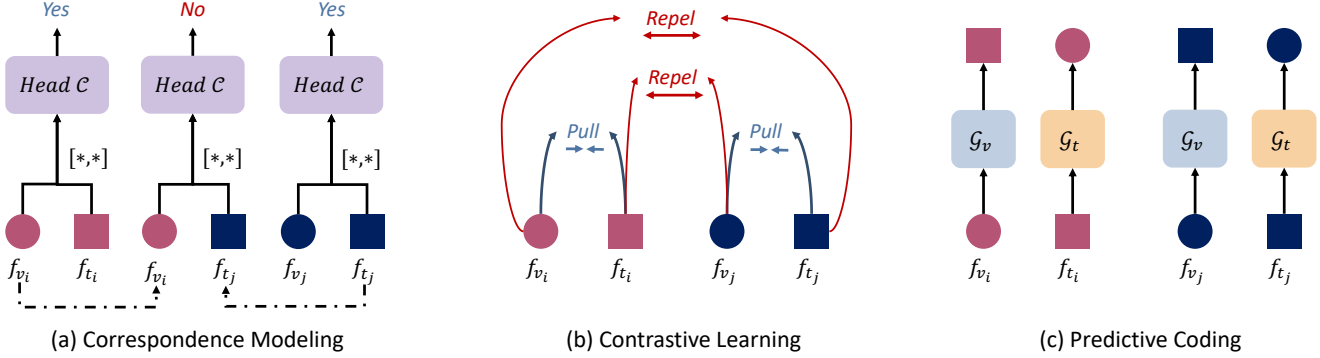 Yes No Yes
Head C Head C Head C
[*,*] [*,*] [*,*]
f_{v_i} f_{t_i} f_{v_i} f_{t_j} f_{v_j} f_{t_j}
(a) Correspondence Modeling
Repel
Repel
Pull Pull
f_{v_i} f_{t_i} f_{v_j} f_{t_j}
(b) Contrastive Learning
G_v G_t G_v G_t
f_{v_i} f_{t_i} f_{v_j} f_{t_j}
(c) Predictive Coding